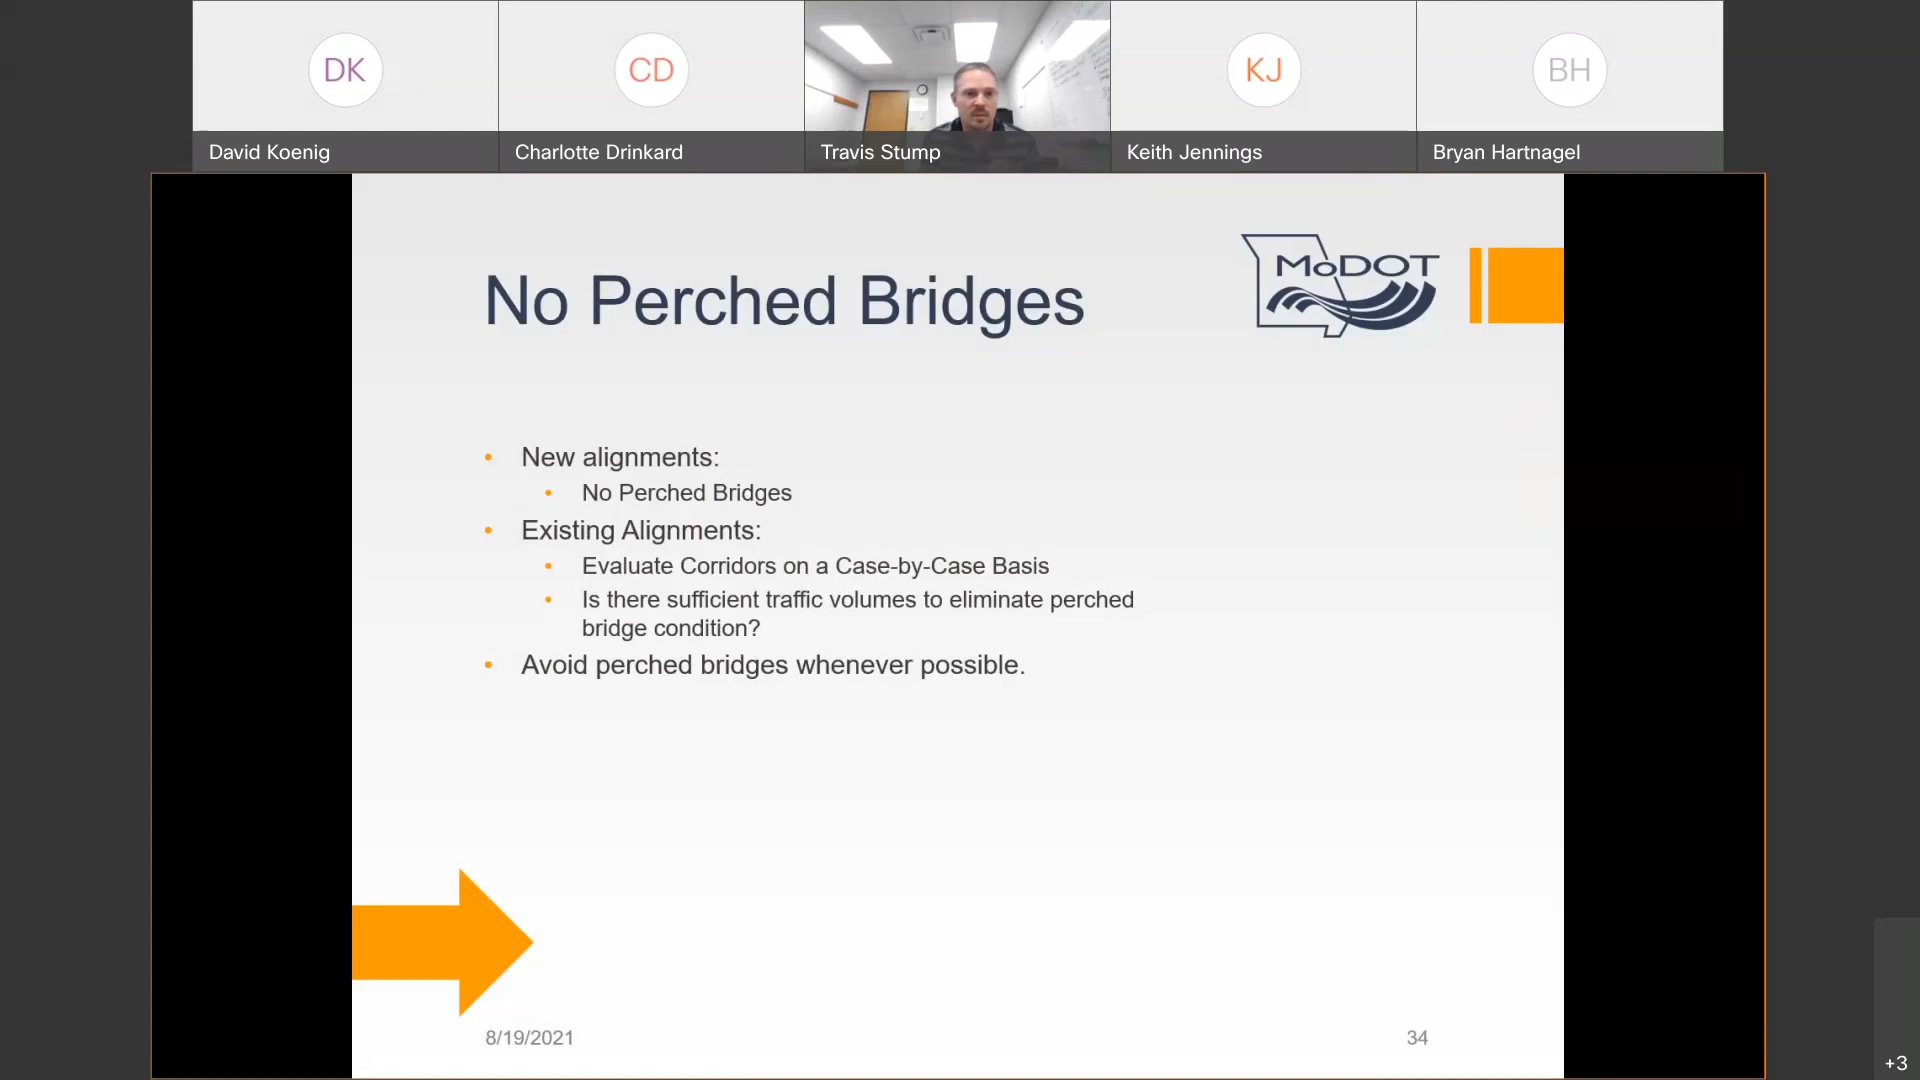 DK
CD
KJ
BH
David Koenig
Charlotte Drinkard
Travis Stump
Keith Jennings
Bryan Hartnagel
No Perched Bridges
MoDOT
• New alignments:
• No Perched Bridges
• Existing Alignments:
• Evaluate Corridors on a Case-by-Case Basis
• Is there sufficient traffic volumes to eliminate perched
bridge condition?
• Avoid perched bridges whenever possible.
8/19/2021
34
+3